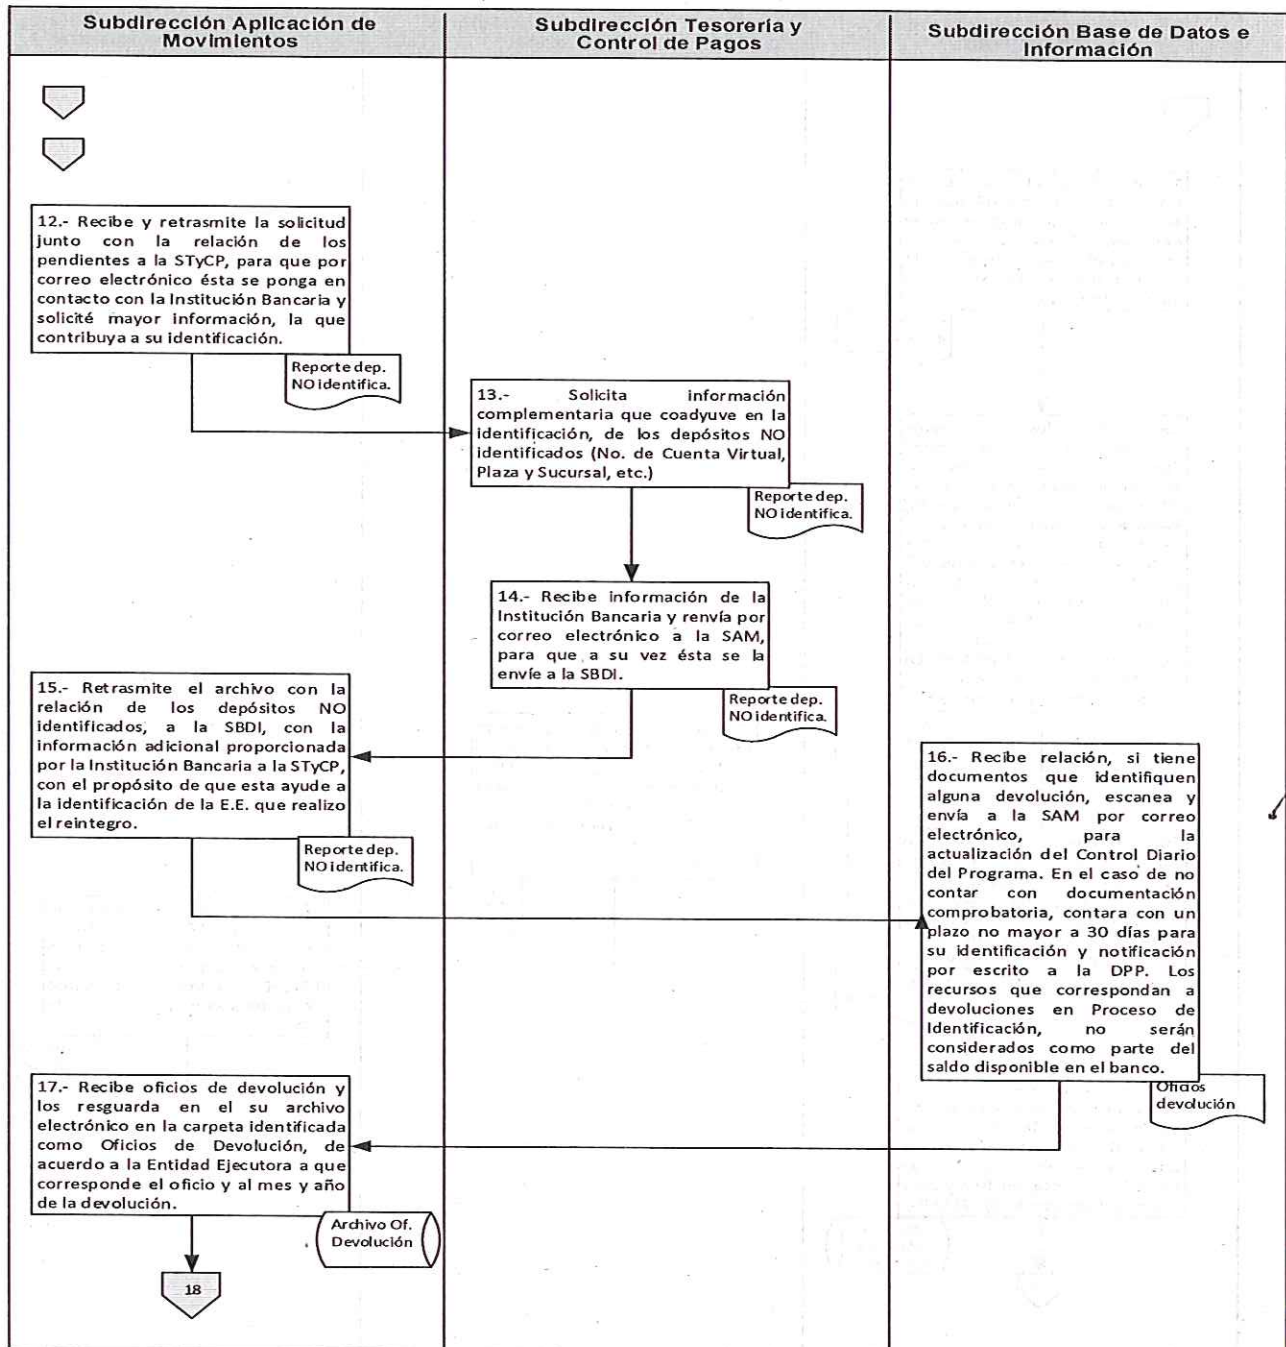 Subdirección Aplicación de
Movimientos
Subdirección Tesorería y
Control de Pagos
Subdirección Base de Datos e
Información
12.- Recibe y retrasmite la solicitud
junto con la relación de los
pendientes a la STyCP, para que por
correo electrónico ésta se ponga en
contacto con la Institución Bancaria y
solicité mayor información, la que
contribuya a su identificación.
Reporte dep.
NO identifica.
13.- Solicita información
complementaria que coadyuve en la
identificación, de los depósitos NO
identificados (No. de Cuenta Virtual,
Plaza y Sucursal, etc.)
Reporte dep.
NO identifica.
14.- Recibe información de la
Institución Bancaria y renvía por
correo electrónico a la SAM,
para que a su vez ésta se la
envíe a la SBDI.
Reporte dep.
NO identifica.
15.- Retrasmite el archivo con la
relación de los depósitos NO
identificados, a la SBDI, con la
información adicional proporcionada
por la Institución Bancaria a la STyCP,
con el propósito de que esta ayude a
la identificación de la E.E. que realizo
el reintegro.
Reporte dep.
NO identifica.
16.- Recibe relación, si tiene
documentos que identifiquen
alguna devolución, escanea y
envía a la SAM por correo
electrónico, para la
actualización del Control Diario
del Programa. En el caso de no
contar con documentación
comprobatoria, contara con un
plazo no mayor a 30 días para
su identificación y notificación
por escrito a la DPP. Los
recursos que correspondan a
devoluciones en Proceso de
Identificación, no serán
considerados como parte del
saldo disponible en el banco.
Oficios
devolución
17.- Recibe oficios de devolución y
los resguarda en el su archivo
electrónico en la carpeta identificada
como Oficios de Devolución, de
acuerdo a la Entidad Ejecutora a que
corresponde el oficio y al mes y año
de la devolución.
Archivo Of.
Devolución
18